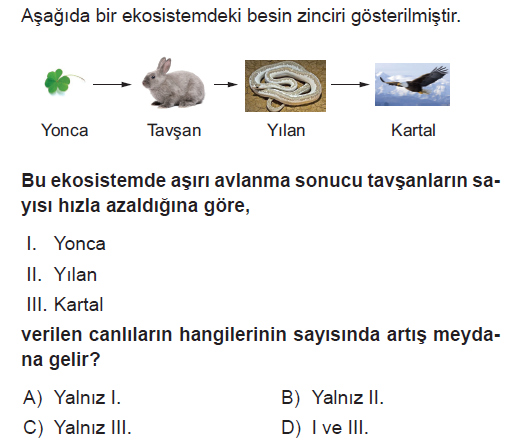 Aşağıda bir ekosistemdeki besin zinciri gösterilmiştir.
Yonca Tavşan Yılan Kartal
Bu ekosistemde aşırı avlanma sonucu tavşanların sa-
yısı hızla azaldığına göre,
I. Yonca
II. Yılan
III. Kartal
verilen canlıların hangilerinin sayısında artış meyda-
na gelir?
A) Yalnız I. B) Yalnız II.
C) Yalnız III. D) I ve III.